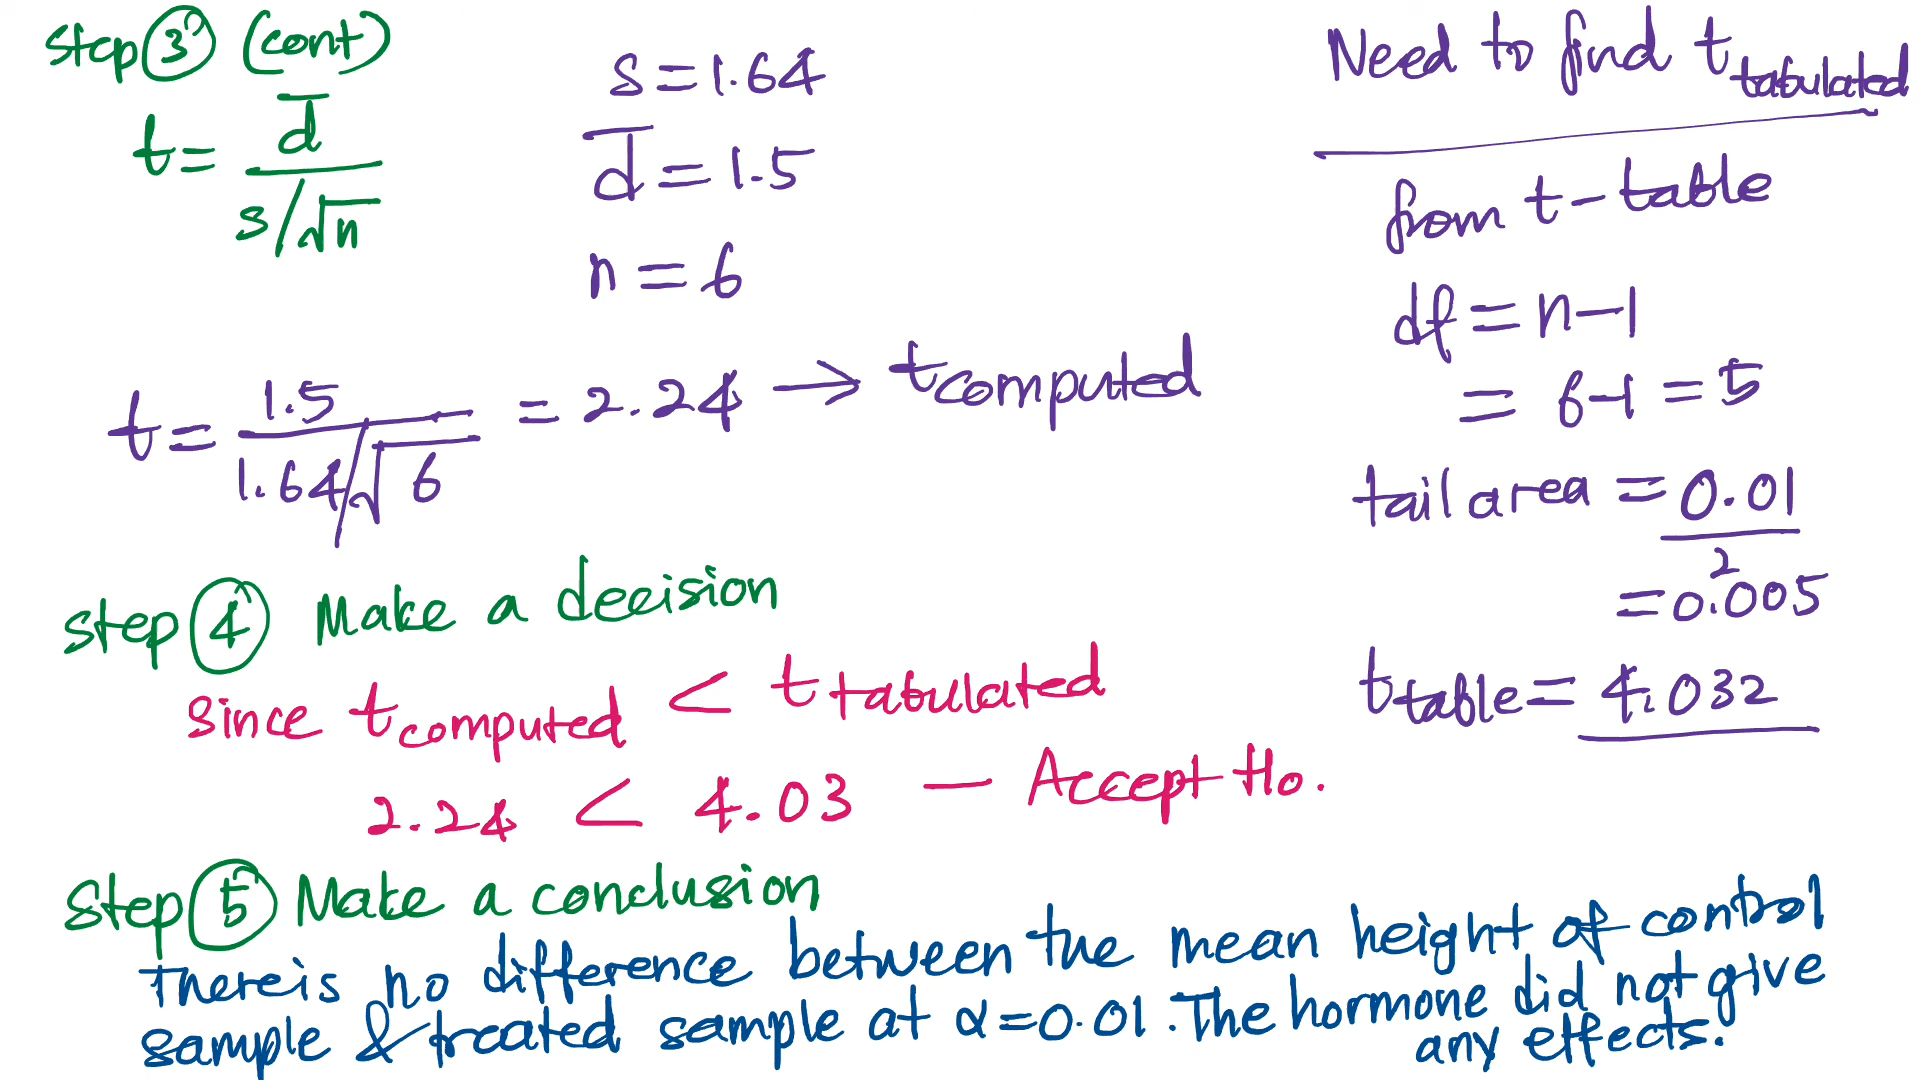 step ③ (cont)
t = d̄ / (s/√n)
s = 1.64
d̄ = 1.5
n = 6
t = 1.5 / (1.64/√6) = 2.24 → t computed
Need to find t tabulated
from t-table
df = n-1
= 6-1 = 5
tail area = 0.01 / 2
= 0.005
t table = 4.032
step ④ Make a decision
since t computed < t tabulated
2.24 < 4.03 — Accept Ho.
Step ⑤ Make a conclusion
There is no difference between the mean height of control
sample & treated sample at α = 0.01. The hormone did not give
any effects.